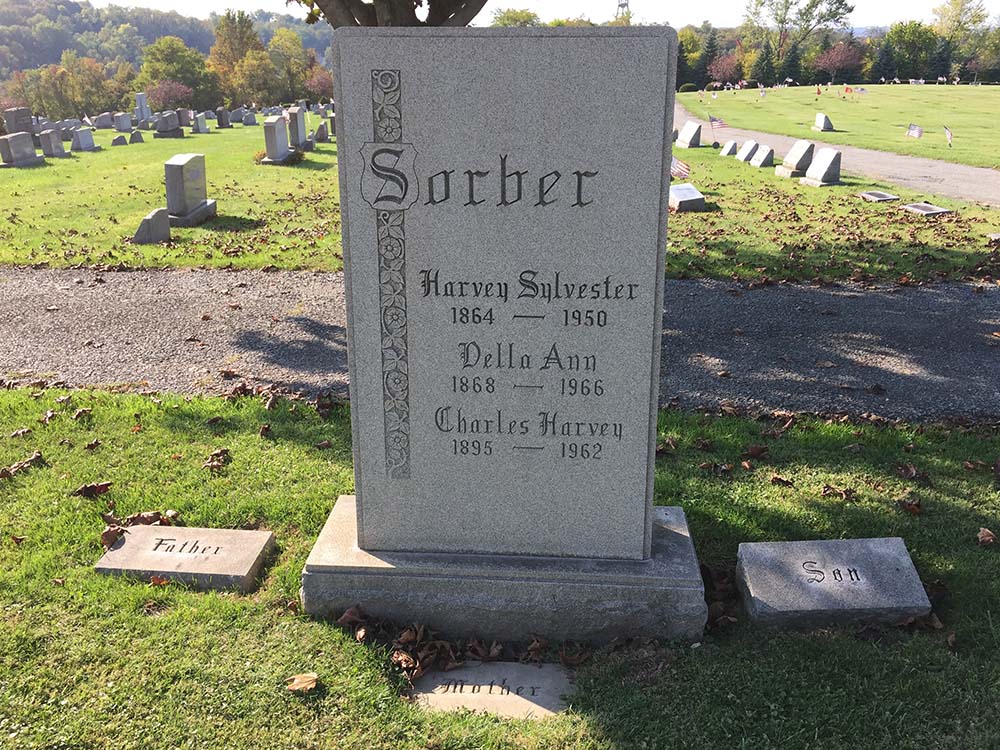 Sorber
Harvey Sylvester
1864 — 1950
Della Ann
1868 — 1966
Charles Harvey
1895 — 1962
Father
Son
Mother